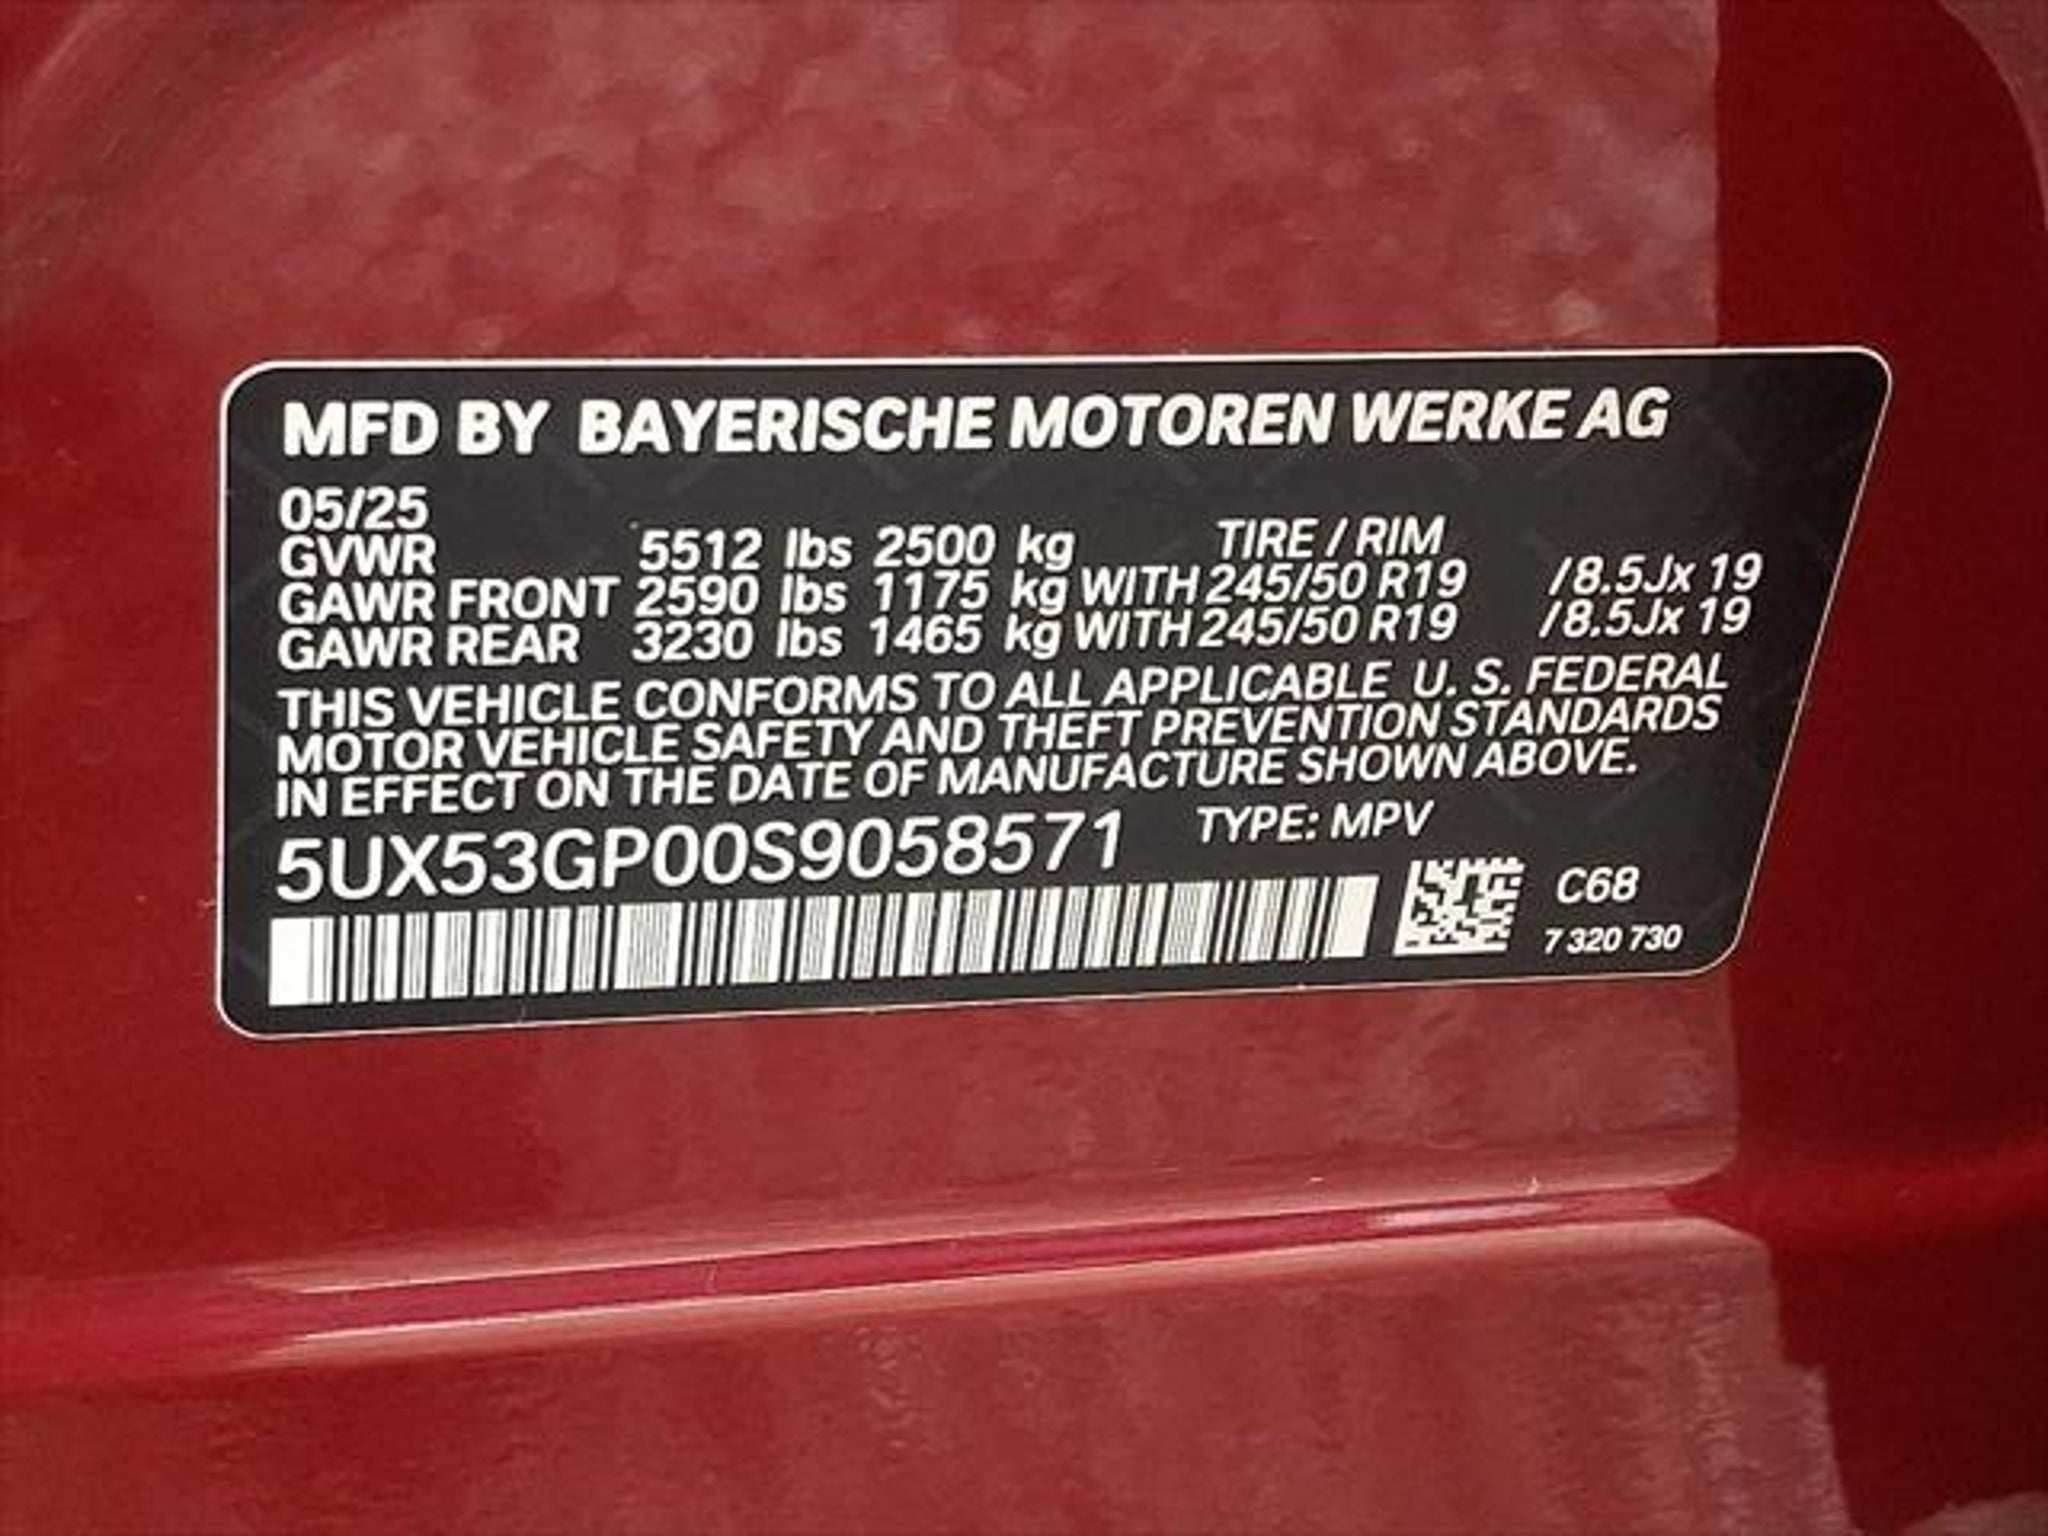 MFD BY BAYERISCHE MOTOREN WERKE AG
05/25
GVWR 5512 lbs 2500 kg TIRE / RIM
GAWR FRONT 2590 lbs 1175 kg WITH 245/50 R19 /8.5Jx 19
GAWR REAR 3230 lbs 1465 kg WITH 245/50 R19 /8.5Jx 19
THIS VEHICLE CONFORMS TO ALL APPLICABLE U. S. FEDERAL
MOTOR VEHICLE SAFETY AND THEFT PREVENTION STANDARDS
IN EFFECT ON THE DATE OF MANUFACTURE SHOWN ABOVE.
5UX53GP00S9058571 TYPE: MPV
C68
7 320 730